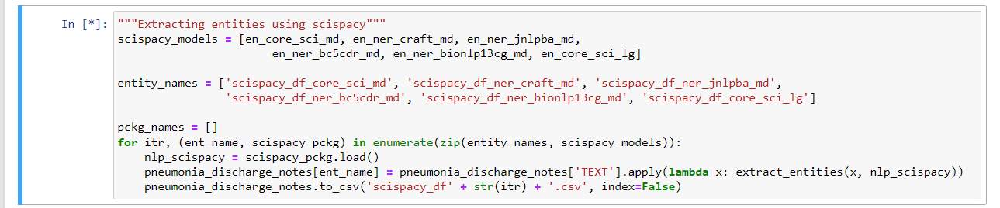 In [*]: """Extracting entities using scispacy"""
scispacy_models = [en_core_sci_md, en_ner_craft_md, en_ner_jnlpba_md,
en_ner_bc5cdr_md, en_ner_bionlp13cg_md, en_core_sci_lg]
entity_names = ['scispacy_df_core_sci_md', 'scispacy_df_ner_craft_md', 'scispacy_df_ner_jnlpba_md',
'scispacy_df_ner_bc5cdr_md', 'scispacy_df_ner_bionlp13cg_md', 'scispacy_df_core_sci_lg']
pckg_names = []
for itr, (ent_name, scispacy_pckg) in enumerate(zip(entity_names, scispacy_models)):
nlp_scispacy = scispacy_pckg.load()
pneumonia_discharge_notes[ent_name] = pneumonia_discharge_notes['TEXT'].apply(lambda x: extract_entities(x, nlp_scispacy))
pneumonia_discharge_notes.to_csv('scispacy_df' + str(itr) + '.csv', index=False)